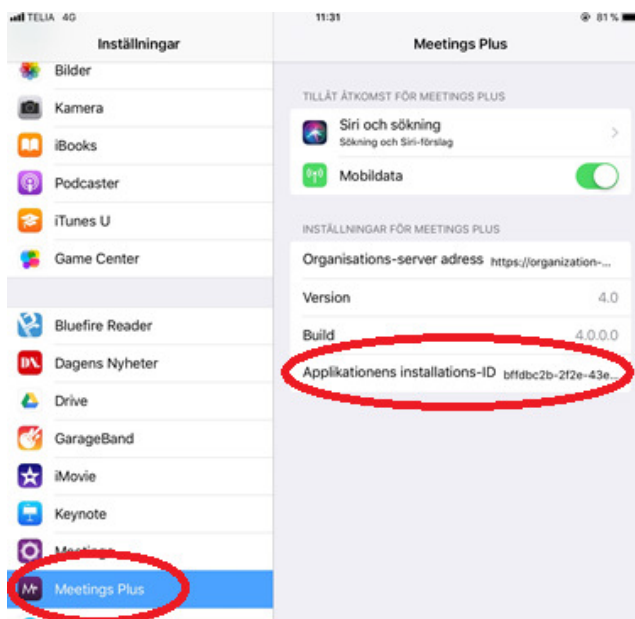 TELIA 4G
11:31
81 %
Inställningar
Bilder
Kamera
iBooks
Podcaster
iTunes U
Game Center
Bluefire Reader
DN
Dagens Nyheter
Drive
GarageBand
iMovie
Keynote
Meetings
M+
Meetings Plus
Meetings Plus
TILLÅT ÅTKOMST FÖR MEETINGS PLUS
Siri och sökning
Sökning och Siri-förslag
Mobildata
INSTÄLLNINGAR FÖR MEETINGS PLUS
Organisations-server adress https://organization-...
Version 4.0
Build 4.0.0.0
Applikationens installations-ID bffdbc2b-2f2e-43e...